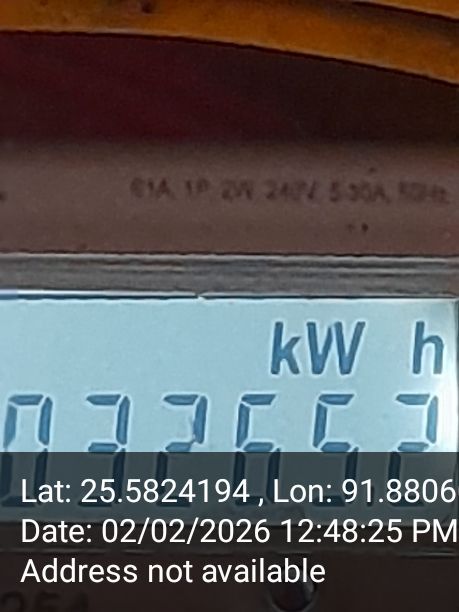 1P, 2W, 240V, 5-30A, 50Hz
kW h
032652
Lat: 25.5824194 , Lon: 91.8806
Date: 02/02/2026 12:48:25 PM
Address not available